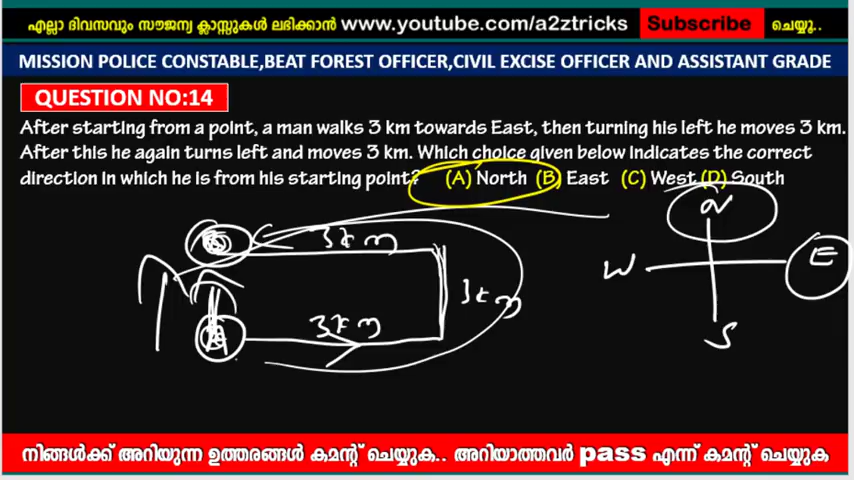 എല്ലാ ദിവസവും സൗജന്യ ക്ലാസ്സുകൾ ലഭിക്കാൻ www.youtube.com/a2ztricks Subscribe ചെയ്യൂ..
MISSION POLICE CONSTABLE,BEAT FOREST OFFICER,CIVIL EXCISE OFFICER AND ASSISTANT GRADE
QUESTION NO:14
After starting from a point, a man walks 3 km towards East, then turning his left he moves 3 km.
After this he again turns left and moves 3 km. Which choice given below indicates the correct
direction in which he is from his starting point? (A) North (B) East (C) West (D) South
N
3km
W E
3km
3km
A
S
നിങ്ങൾക്ക് അറിയുന്ന ഉത്തരങ്ങൾ കമന്റ് ചെയ്യുക.. അറിയാത്തവർ pass എന്ന് കമന്റ് ചെയ്യുക